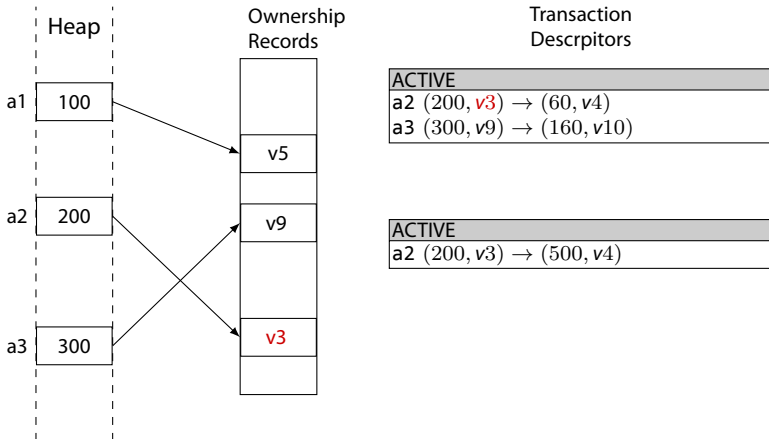 Heap
Ownership
Records
Transaction
Descrpitors
a1
100
a2
200
a3
300
v5
v9
v3
ACTIVE
a2 (200, v3) → (60, v4)
a3 (300, v9) → (160, v10)
ACTIVE
a2 (200, v3) → (500, v4)